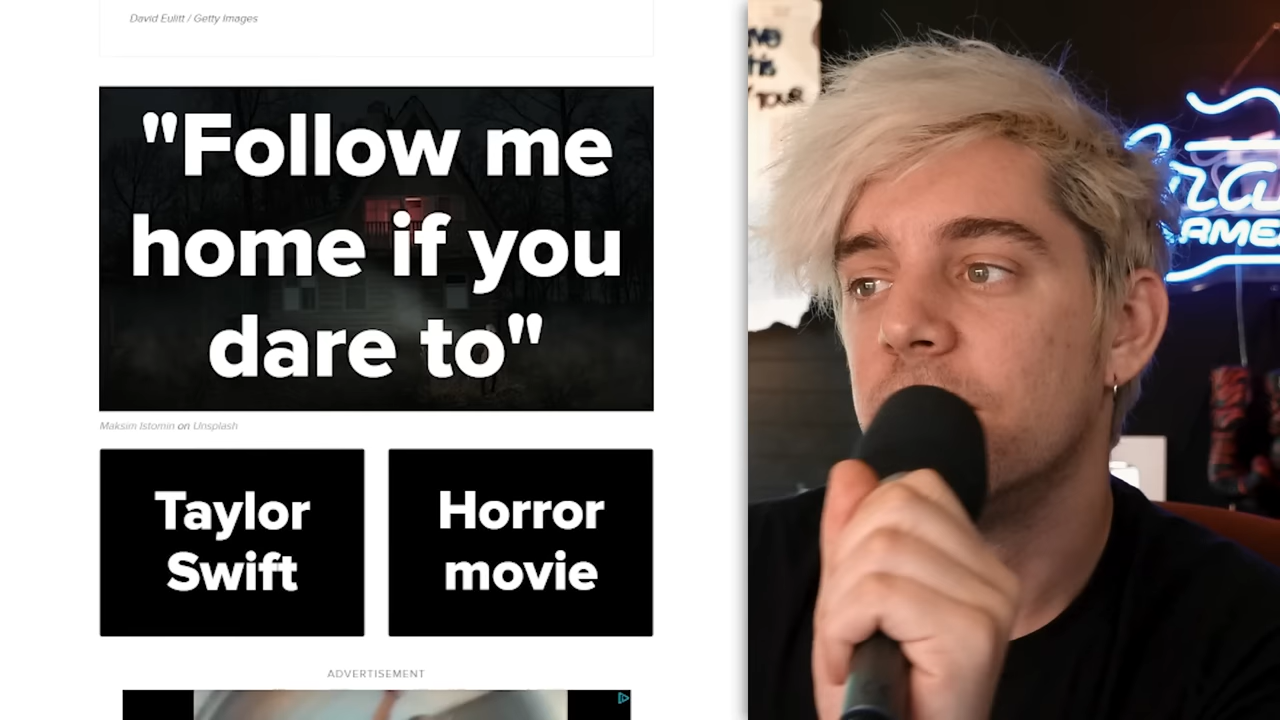 David Eulitt / Getty Images
"Follow me
home if you
dare to"
Maksim Istomin on Unsplash
Taylor
Swift
Horror
movie
ADVERTISEMENT
TOUR